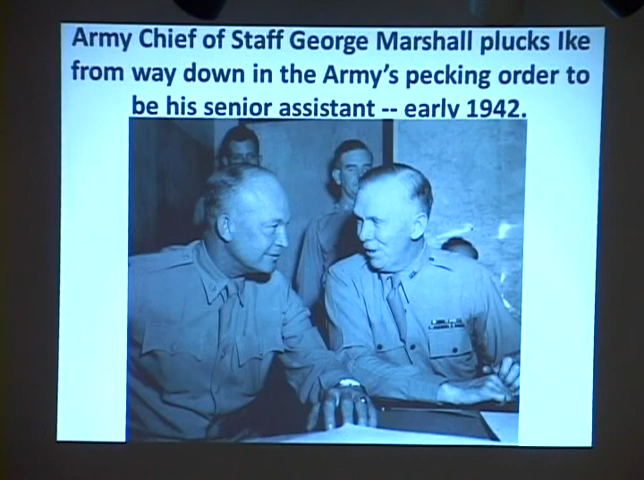 Army Chief of Staff George Marshall plucks Ike
from way down in the Army's pecking order to
be his senior assistant -- early 1942.